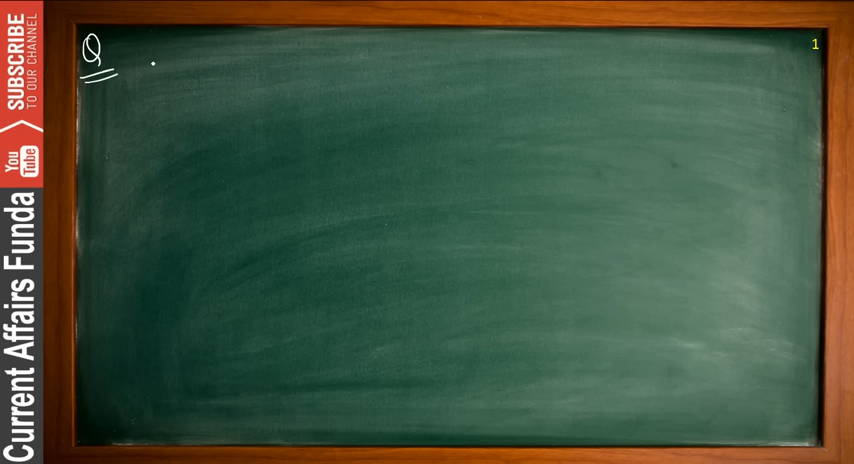 SUBSCRIBE
TO OUR CHANNEL
You Tube
Current Affairs Funda
Q
1